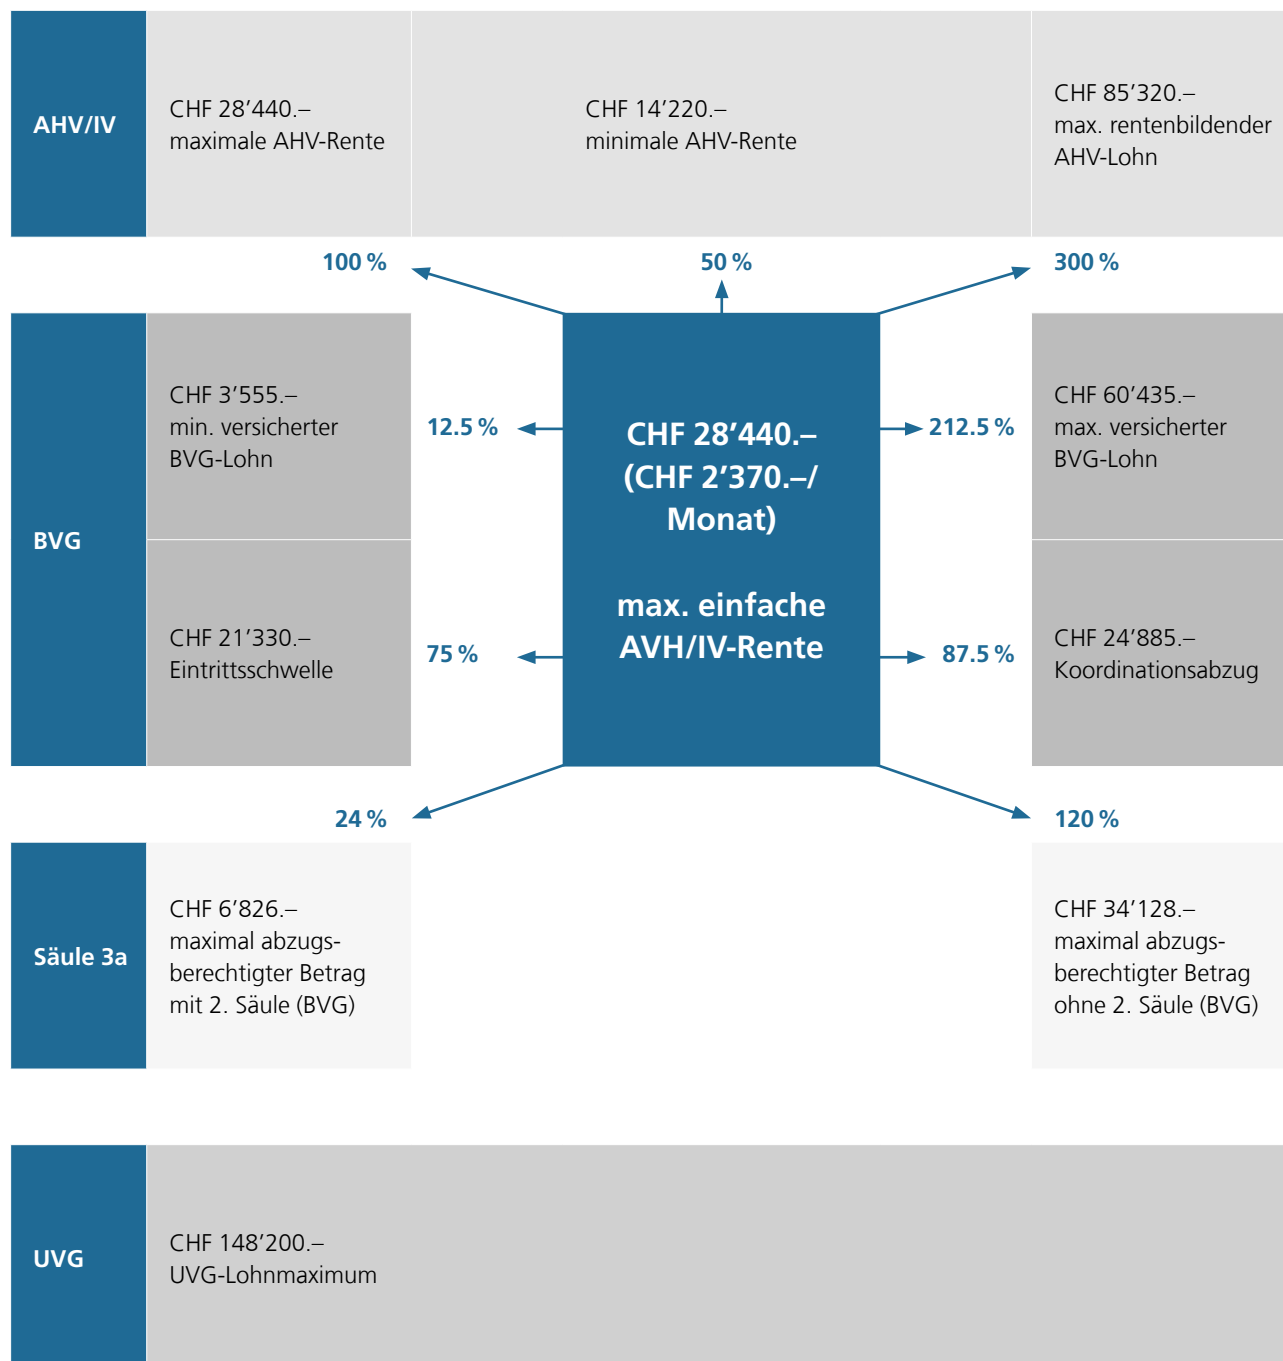 AHV/IV
CHF 28’440.–
maximale AHV-Rente
CHF 14’220.–
minimale AHV-Rente
CHF 85’320.–
max. rentenbildender
AHV-Lohn
100 %
50 %
300 %
BVG
CHF 3’555.–
min. versicherter
BVG-Lohn
12.5 %
CHF 28’440.–
(CHF 2’370.–/
Monat)
max. einfache
AVH/IV-Rente
212.5 %
CHF 60’435.–
max. versicherter
BVG-Lohn
CHF 21’330.–
Eintrittsschwelle
75 %
87.5 %
CHF 24’885.–
Koordinationsabzug
24 %
120 %
Säule 3a
CHF 6’826.–
maximal abzugs-
berechtigter Betrag
mit 2. Säule (BVG)
CHF 34’128.–
maximal abzugs-
berechtigter Betrag
ohne 2. Säule (BVG)
UVG
CHF 148’200.–
UVG-Lohnmaximum